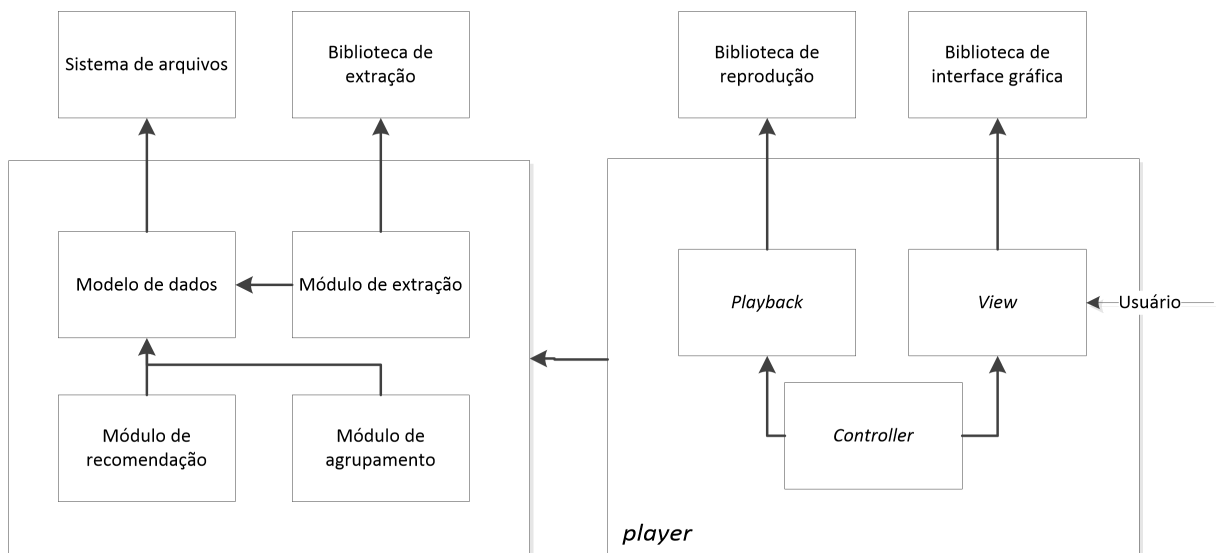 Sistema de arquivos
Biblioteca de
extração
Biblioteca de
reprodução
Biblioteca de
interface gráfica
Modelo de dados
Módulo de extração
Playback
View
Usuário
Módulo de
recomendação
Módulo de
agrupamento
Controller
player